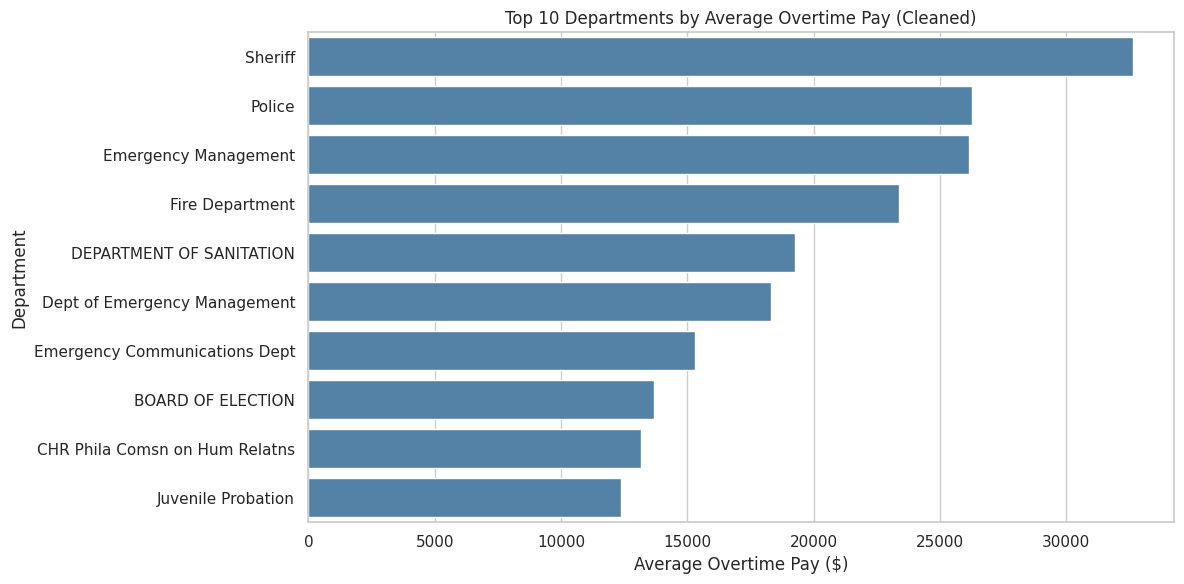 Top 10 Departments by Average Overtime Pay (Cleaned)
Department
Sheriff
Police
Emergency Management
Fire Department
DEPARTMENT OF SANITATION
Dept of Emergency Management
Emergency Communications Dept
BOARD OF ELECTION
CHR Phila Comsn on Hum Relatns
Juvenile Probation
0 5000 10000 15000 20000 25000 30000
Average Overtime Pay ($)